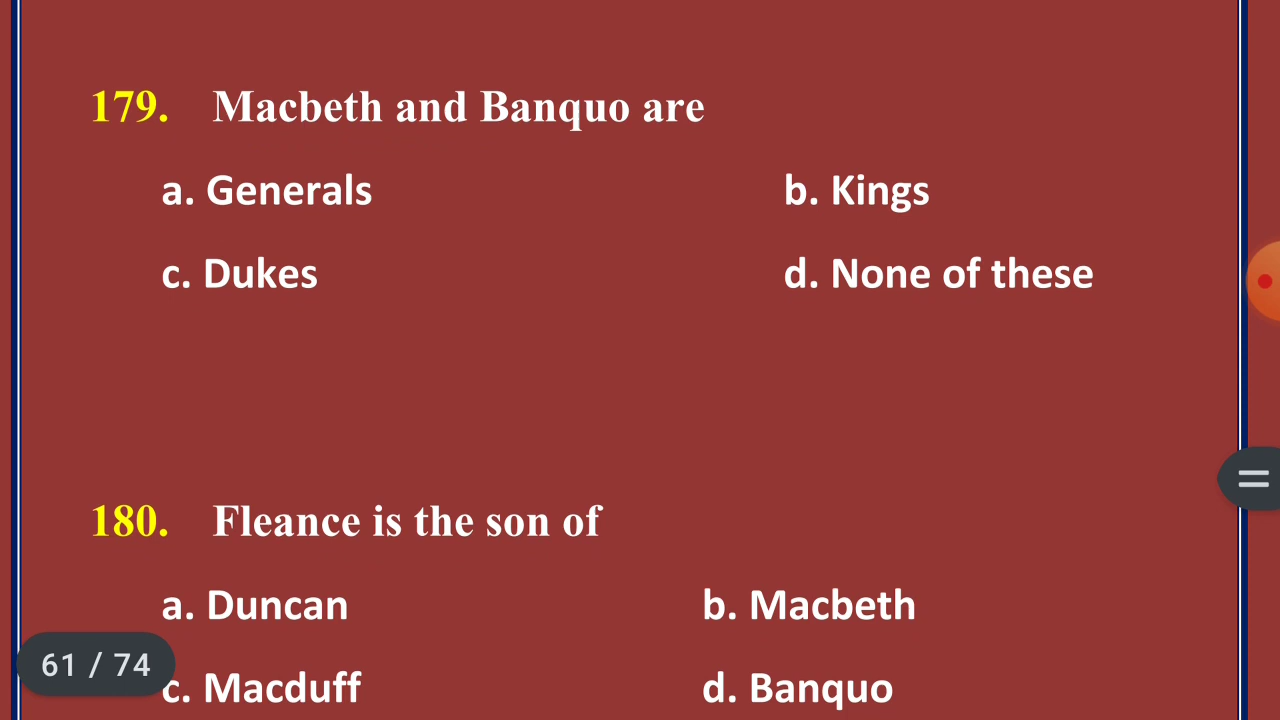 179. Macbeth and Banquo are
a. Generals b. Kings
c. Dukes d. None of these
180. Fleance is the son of
a. Duncan b. Macbeth
61 / 74
c. Macduff d. Banquo